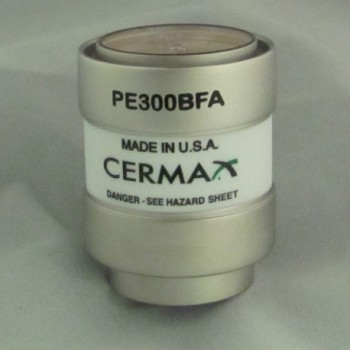 PE300BFA
MADE IN U.S.A.
CERMAX
DANGER - SEE HAZARD SHEET